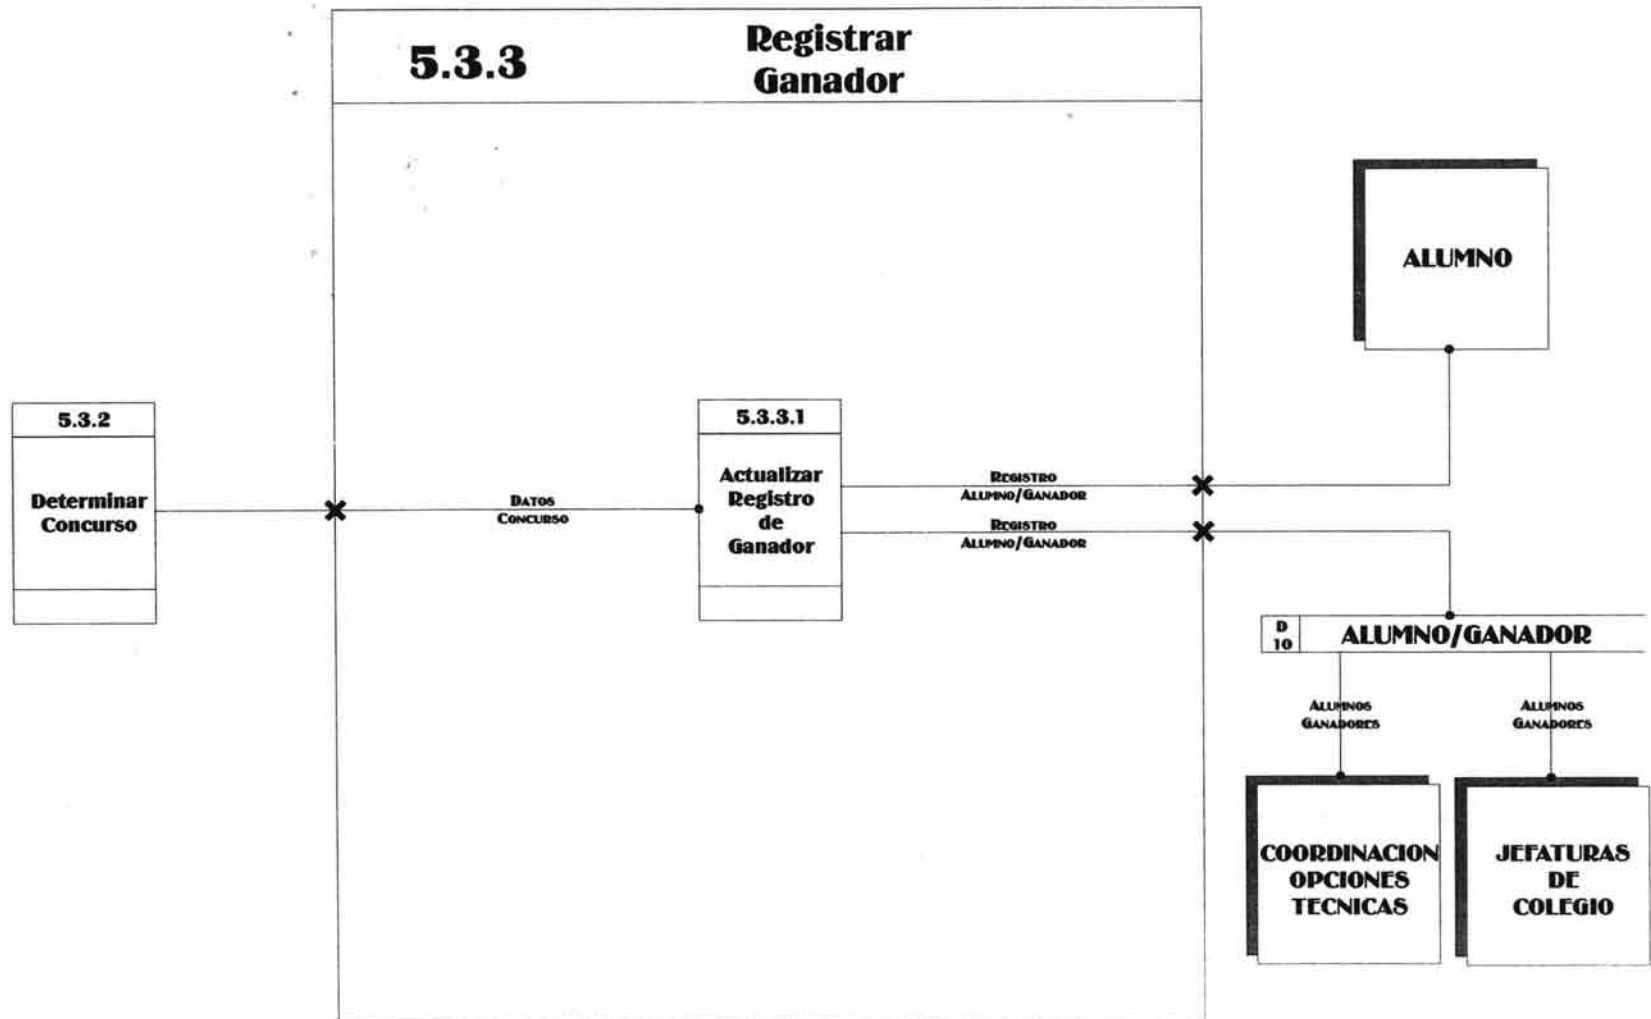 5.3.3
Registrar
Ganador
ALUMNO
5.3.2
Determinar
Concurso
DATOS
CONCURSO
5.3.3.1
Actualizar
Registro
de
Ganador
REGISTRO
ALUMNO/GANADOR
REGISTRO
ALUMNO/GANADOR
D
10
ALUMNO/GANADOR
ALUMNOS
GANADORES
ALUMNOS
GANADORES
COORDINACION
OPCIONES
TECNICAS
JEFATURAS
DE
COLEGIO